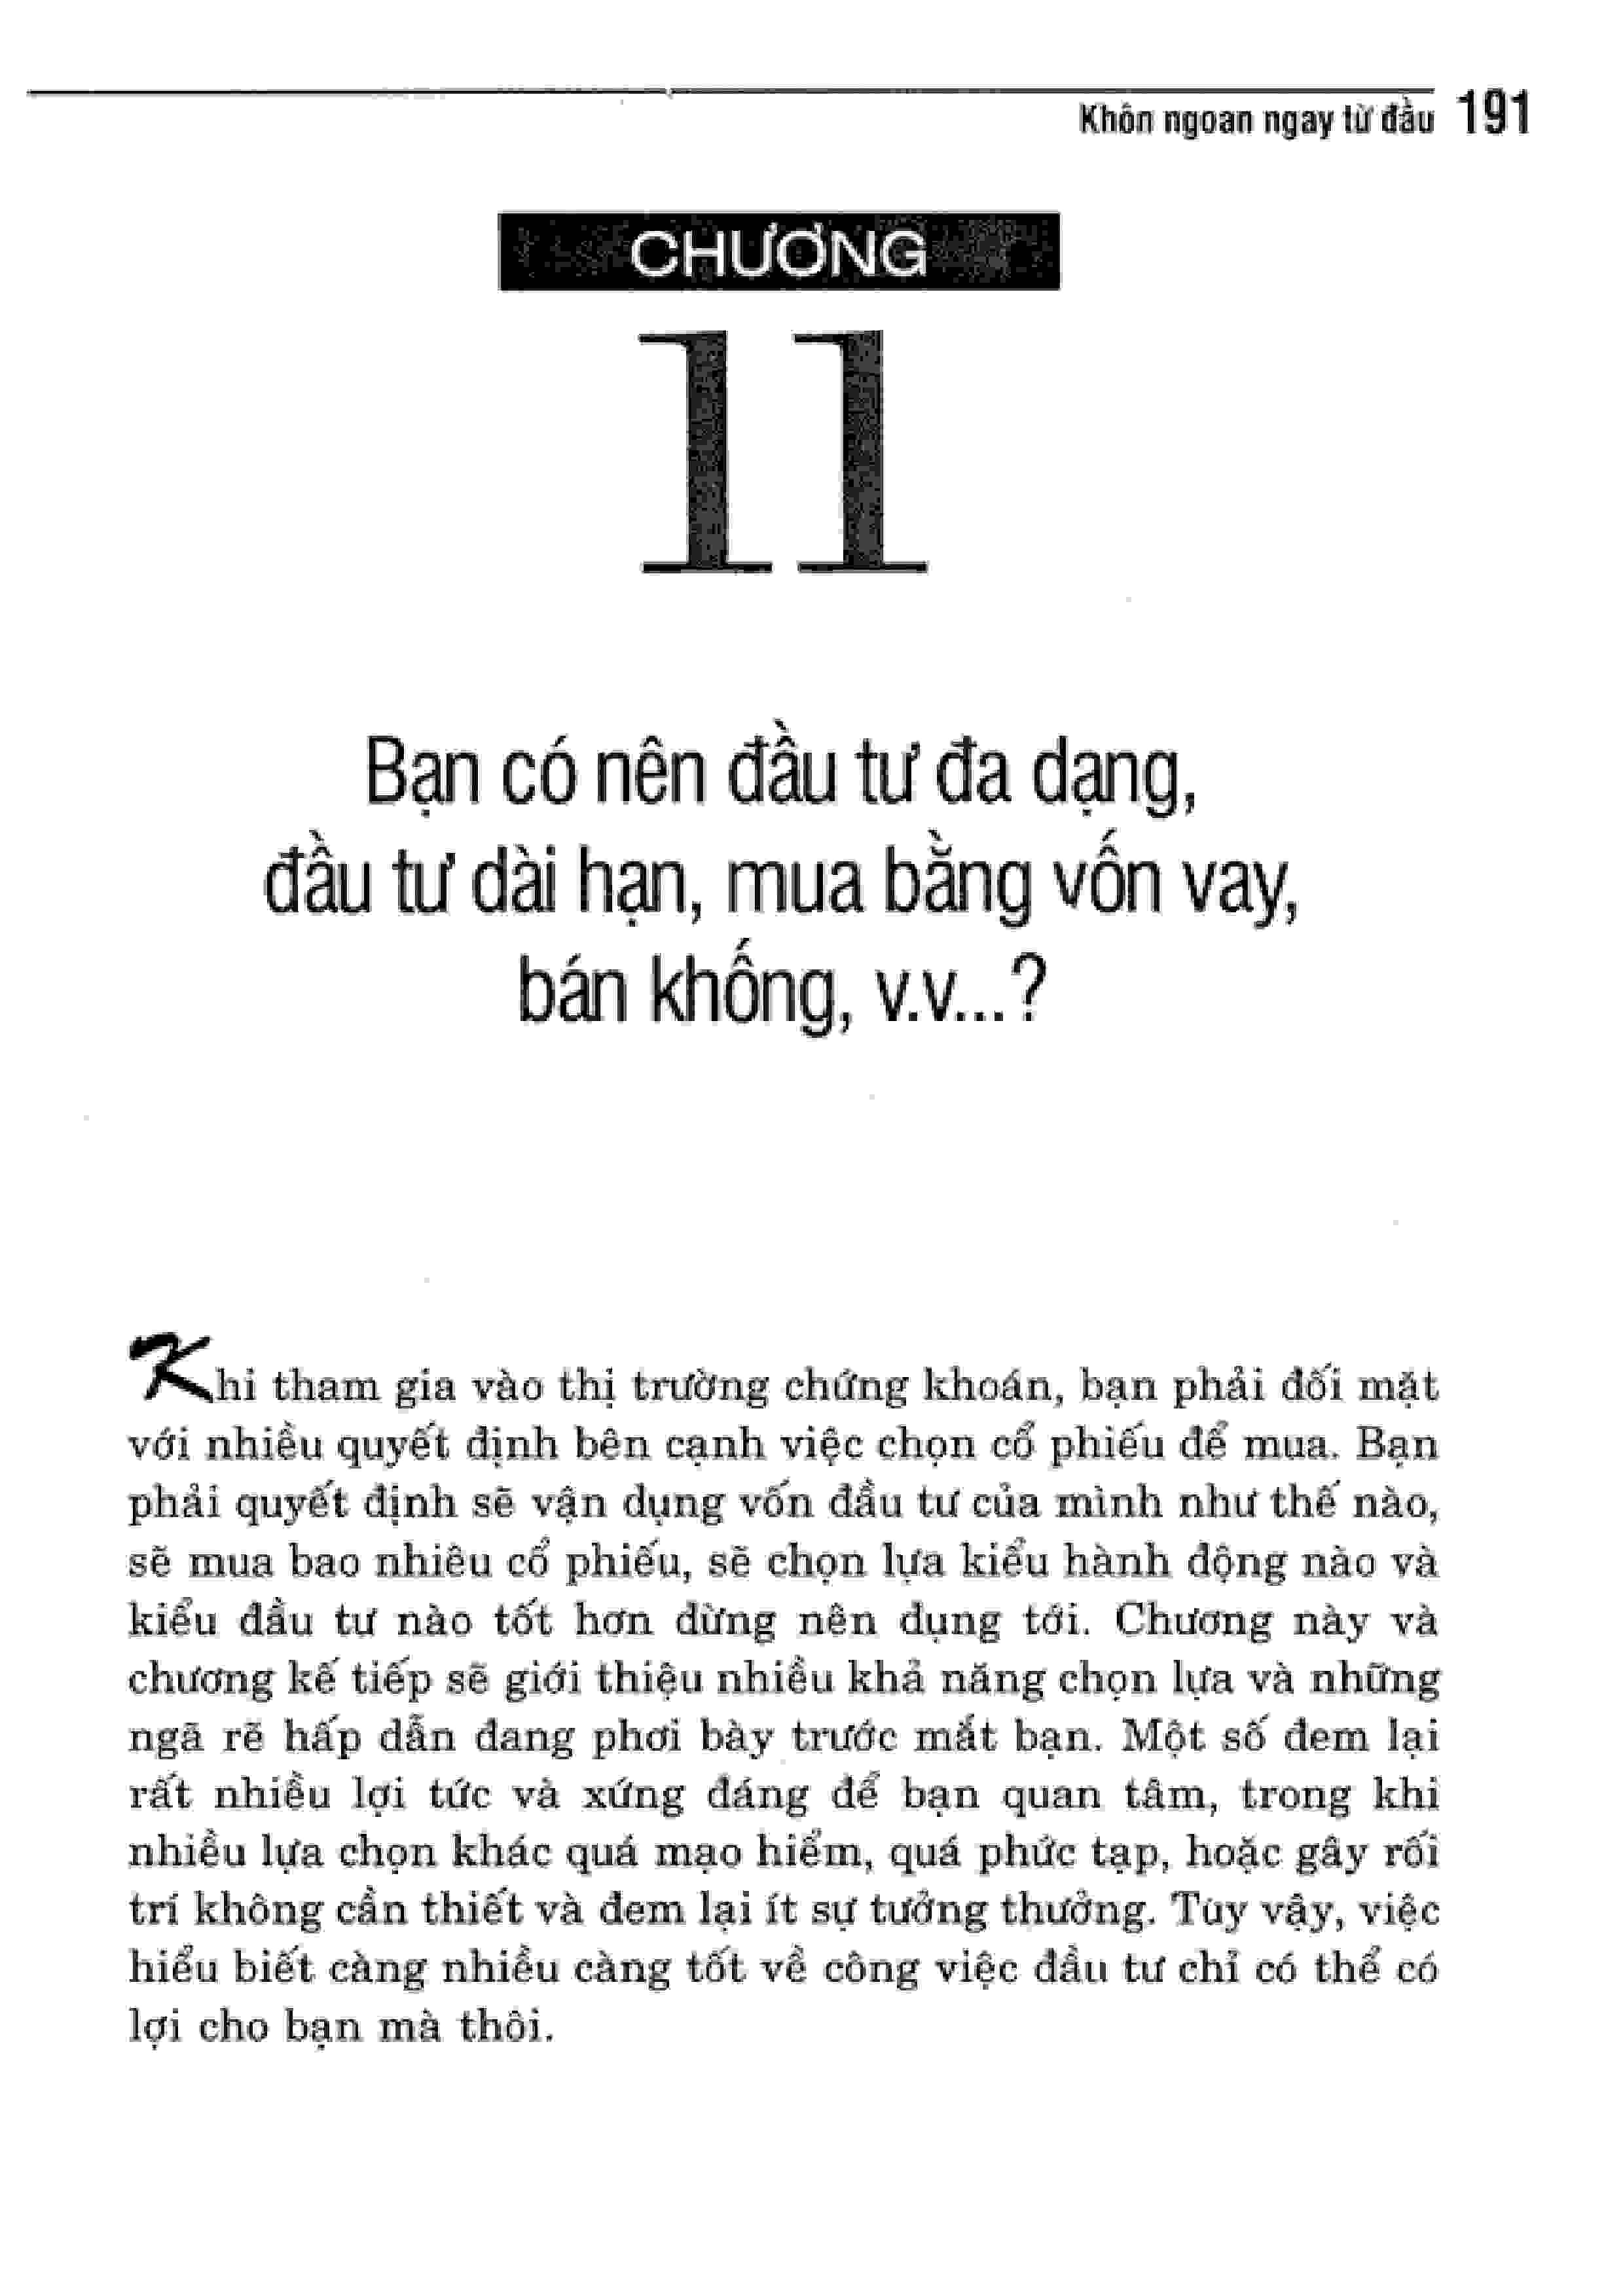 Khôn ngoan ngay từ đầu 191
CHƯƠNG
11
Bạn có nên đầu tư đa dạng,
đầu tư dài hạn, mua bằng vốn vay,
bán khống, v.v...?
Khi tham gia vào thị trường chứng khoán, bạn phải đối mặt
với nhiều quyết định bên cạnh việc chọn cổ phiếu để mua. Bạn
phải quyết định sẽ vận dụng vốn đầu tư của mình như thế nào,
sẽ mua bao nhiêu cổ phiếu, sẽ chọn lựa kiểu hành động nào và
kiểu đầu tư nào tốt hơn đừng nên đụng tới. Chương này và
chương kế tiếp sẽ giới thiệu nhiều khả năng chọn lựa và những
ngã rẽ hấp dẫn đang phơi bày trước mắt bạn. Một số đem lại
rất nhiều lợi tức và xứng đáng để bạn quan tâm, trong khi
nhiều lựa chọn khác quá mạo hiểm, quá phức tạp, hoặc gây rối
trí không cần thiết và đem lại ít sự tưởng thưởng. Tuy vậy, việc
hiểu biết càng nhiều càng tốt về công việc đầu tư chỉ có thể có
lợi cho bạn mà thôi.